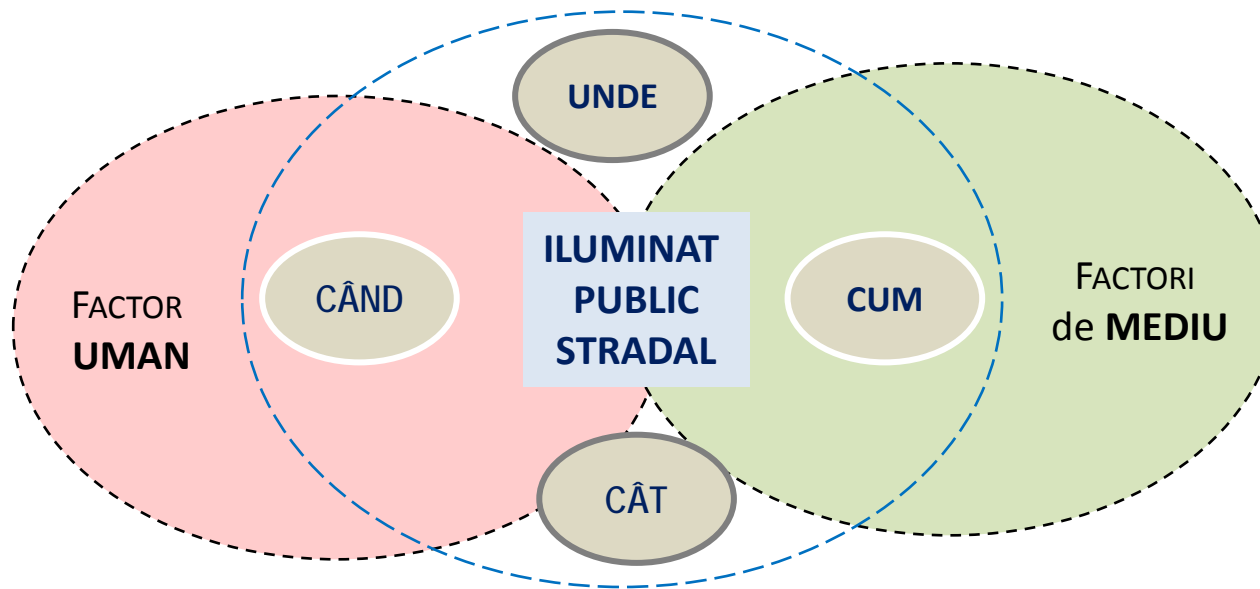 UNDE
ILUMINAT
PUBLIC
STRADAL
CÂND
CUM
FACTOR
UMAN
FACTORI
de MEDIU
CÂT